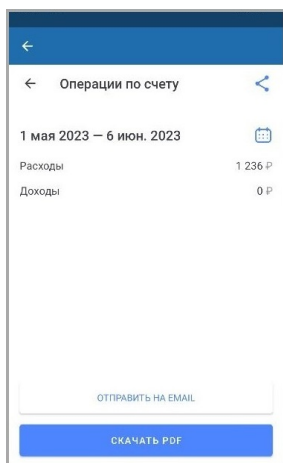 Операции по счету
1 мая 2023 — 6 июн. 2023
Расходы 1 236 ₽
Доходы 0 ₽
ОТПРАВИТЬ НА EMAIL
СКАЧАТЬ PDF